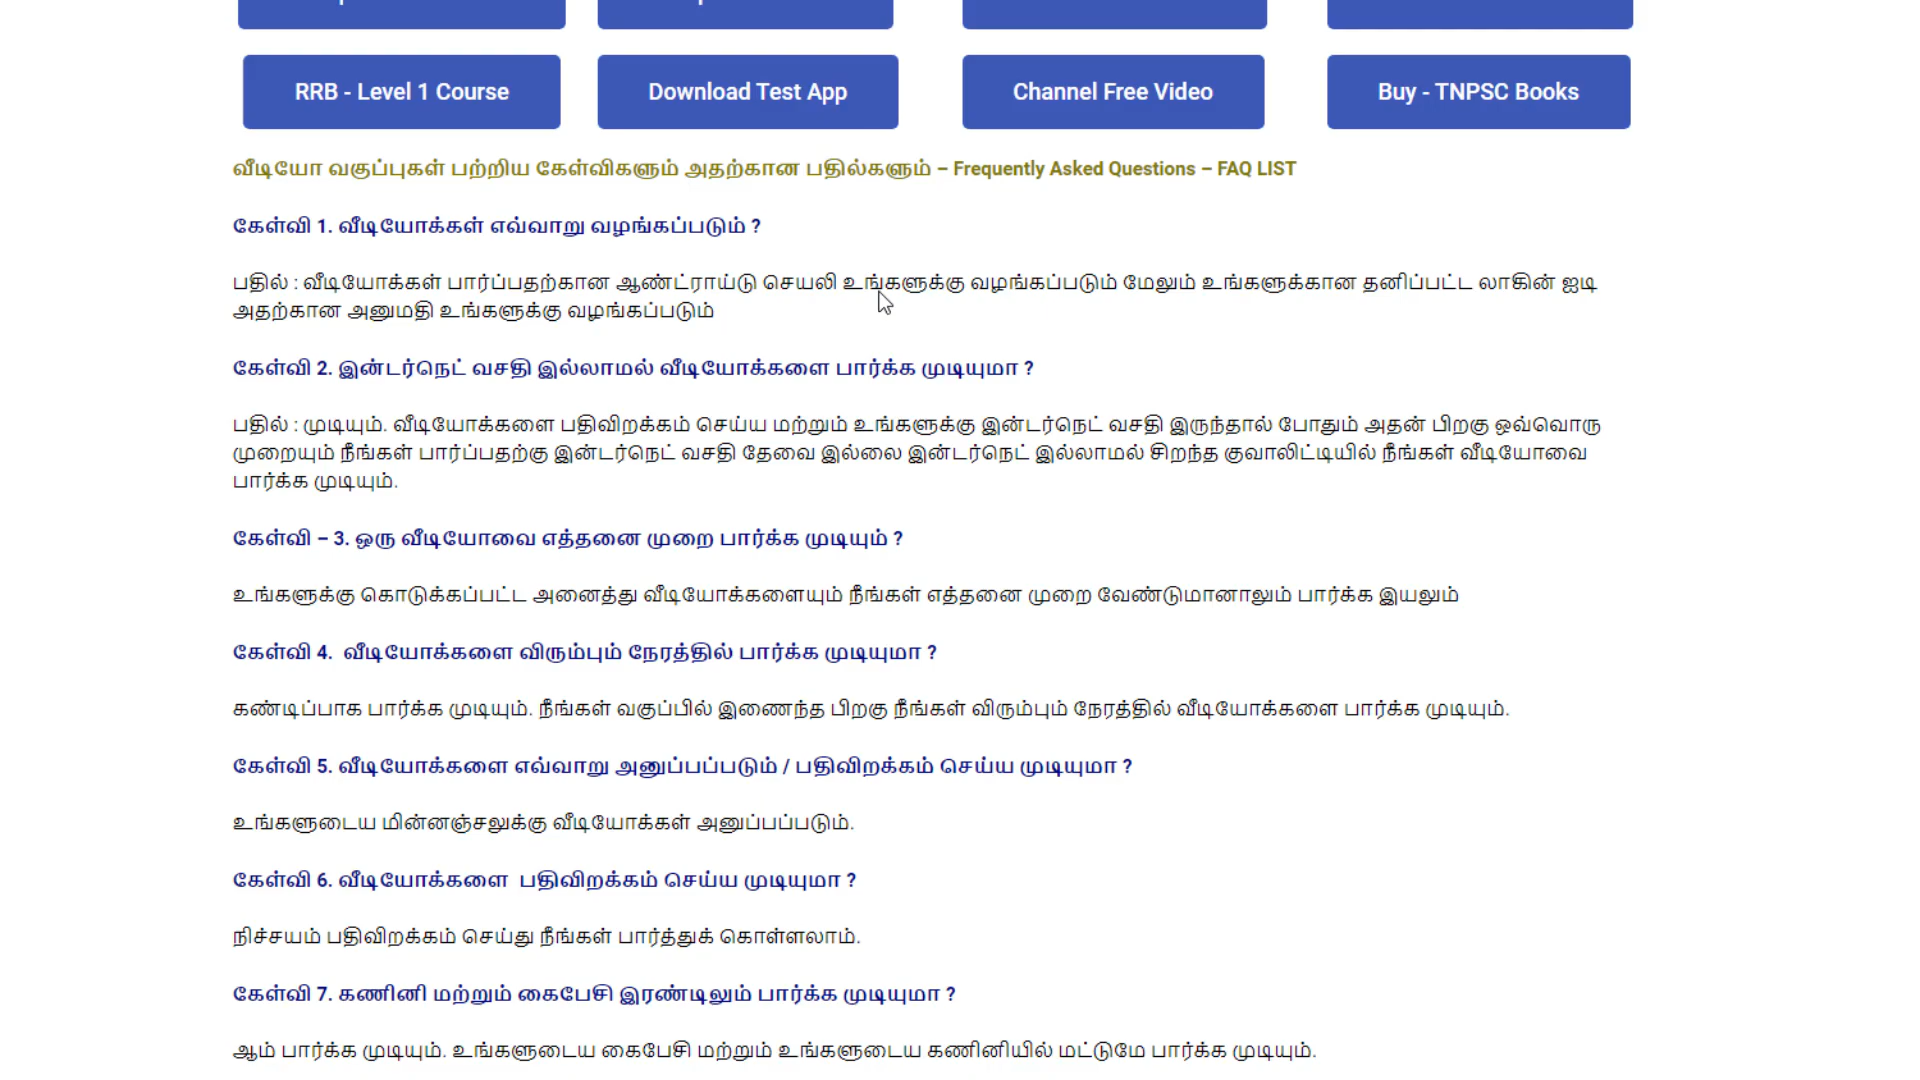 RRB - Level 1 Course
Download Test App
Channel Free Video
Buy - TNPSC Books
வீடியோ வகுப்புகள் பற்றிய கேள்விகளும் அதற்கான பதில்களும் – Frequently Asked Questions – FAQ LIST
கேள்வி 1. வீடியோக்கள் எவ்வாறு வழங்கப்படும் ?
பதில் : வீடியோக்கள் பார்ப்பதற்கான ஆண்ட்ராய்டு செயலி உங்களுக்கு வழங்கப்படும் மேலும் உங்களுக்கான தனிப்பட்ட லாகின் ஐடி
அதற்கான அனுமதி உங்களுக்கு வழங்கப்படும்
கேள்வி 2. இன்டர்நெட் வசதி இல்லாமல் வீடியோக்களை பார்க்க முடியுமா ?
பதில் : முடியும். வீடியோக்களை பதிவிறக்கம் செய்ய மற்றும் உங்களுக்கு இன்டர்நெட் வசதி இருந்தால் போதும் அதன் பிறகு ஒவ்வொரு
முறையும் நீங்கள் பார்ப்பதற்கு இன்டர்நெட் வசதி தேவை இல்லை இன்டர்நெட் இல்லாமல் சிறந்த குவாலிட்டியில் நீங்கள் வீடியோவை
பார்க்க முடியும்.
கேள்வி – 3. ஒரு வீடியோவை எத்தனை முறை பார்க்க முடியும் ?
உங்களுக்கு கொடுக்கப்பட்ட அனைத்து வீடியோக்களையும் நீங்கள் எத்தனை முறை வேண்டுமானாலும் பார்க்க இயலும்
கேள்வி 4. வீடியோக்களை விரும்பும் நேரத்தில் பார்க்க முடியுமா ?
கண்டிப்பாக பார்க்க முடியும். நீங்கள் வகுப்பில் இணைந்த பிறகு நீங்கள் விரும்பும் நேரத்தில் வீடியோக்களை பார்க்க முடியும்.
கேள்வி 5. வீடியோக்களை எவ்வாறு அனுப்பப்படும் / பதிவிறக்கம் செய்ய முடியுமா ?
உங்களுடைய மின்னஞ்சலுக்கு வீடியோக்கள் அனுப்பப்படும்.
கேள்வி 6. வீடியோக்களை பதிவிறக்கம் செய்ய முடியுமா ?
நிச்சயம் பதிவிறக்கம் செய்து நீங்கள் பார்த்துக் கொள்ளலாம்.
கேள்வி 7. கணினி மற்றும் கைபேசி இரண்டிலும் பார்க்க முடியுமா ?
ஆம் பார்க்க முடியும். உங்களுடைய கைபேசி மற்றும் உங்களுடைய கணினியில் மட்டுமே பார்க்க முடியும்.